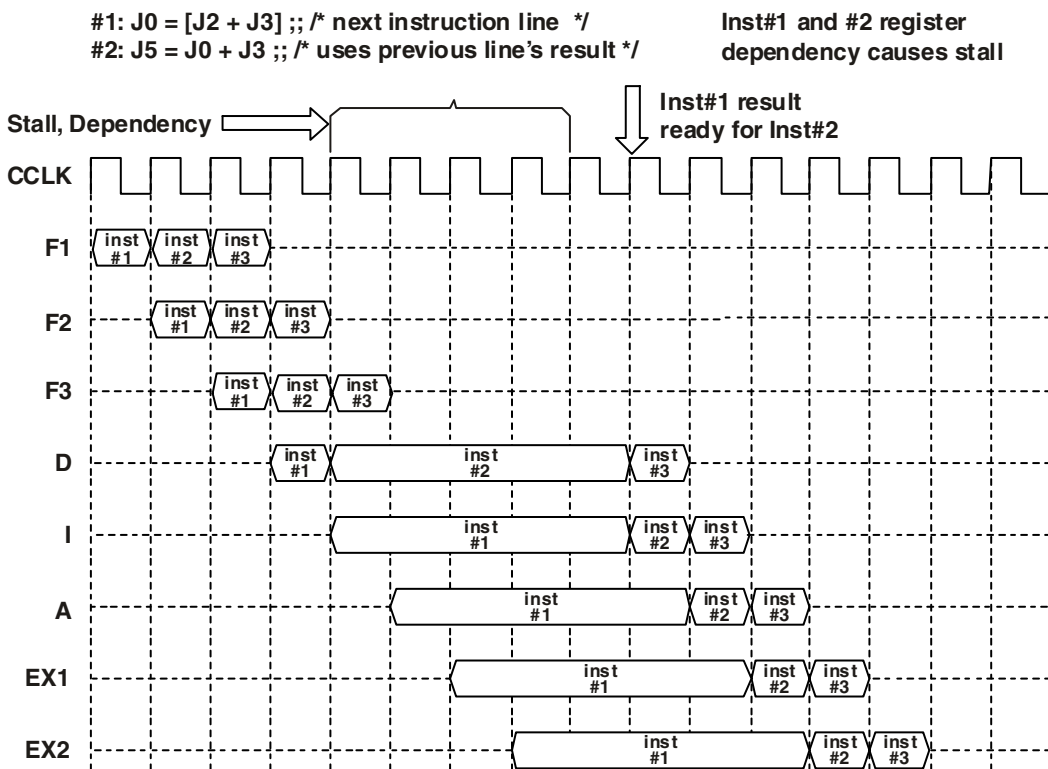 #1: J0 = [J2 + J3] ;; /* next instruction line */
#2: J5 = J0 + J3 ;; /* uses previous line's result */
Inst#1 and #2 register
dependency causes stall
Stall, Dependency
Inst#1 result
ready for Inst#2
CCLK
F1
inst #1
inst #2
inst #3
F2
inst #1
inst #2
inst #3
F3
inst #1
inst #2
inst #3
D
inst #1
inst #2
inst #3
I
inst #1
inst #2
inst #3
A
inst #1
inst #2
inst #3
EX1
inst #1
inst #2
inst #3
EX2
inst #1
inst #2
inst #3